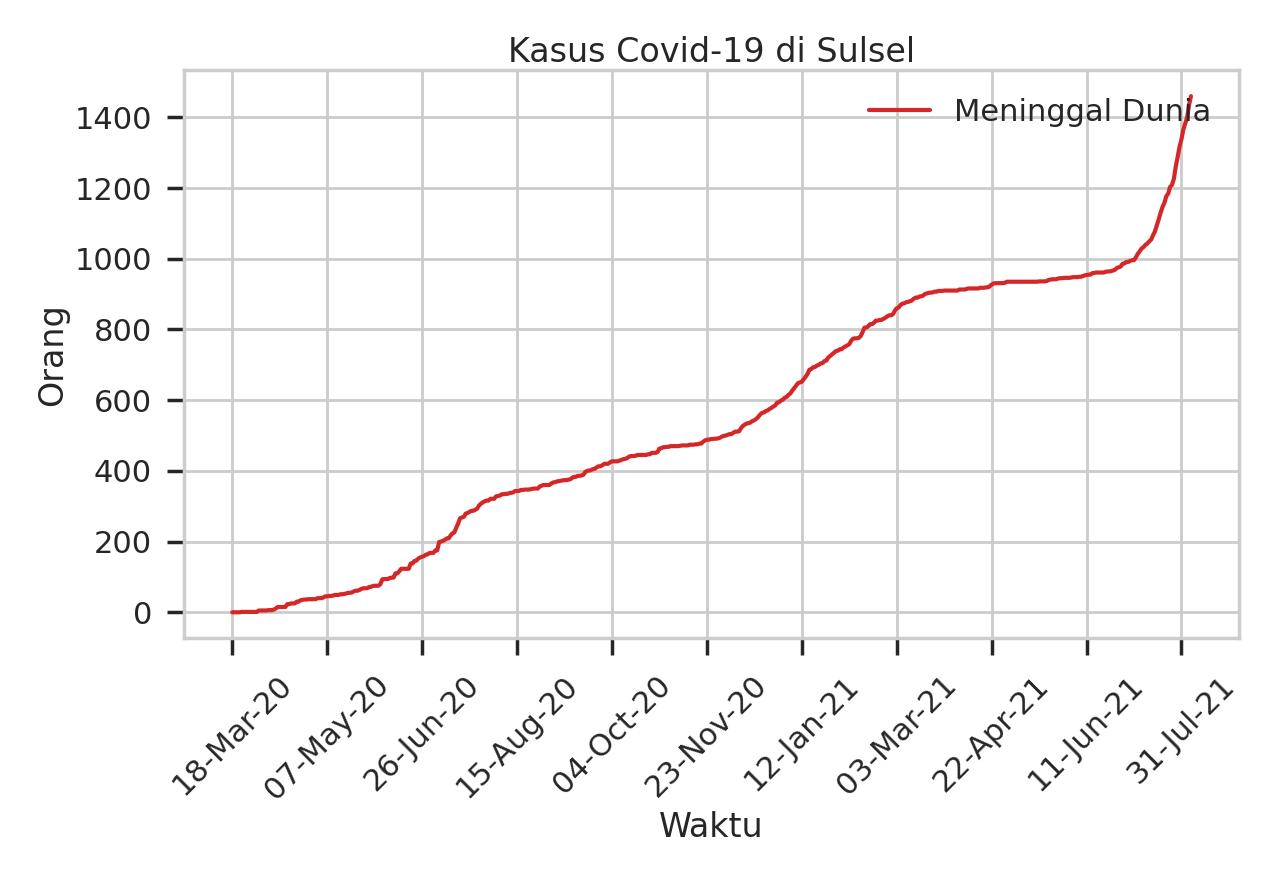 Kasus Covid-19 di Sulsel
Meninggal Dunia
Orang
1400
1200
1000
800
600
400
200
0
18-Mar-20
07-May-20
26-Jun-20
15-Aug-20
04-Oct-20
23-Nov-20
12-Jan-21
03-Mar-21
22-Apr-21
11-Jun-21
31-Jul-21
Waktu